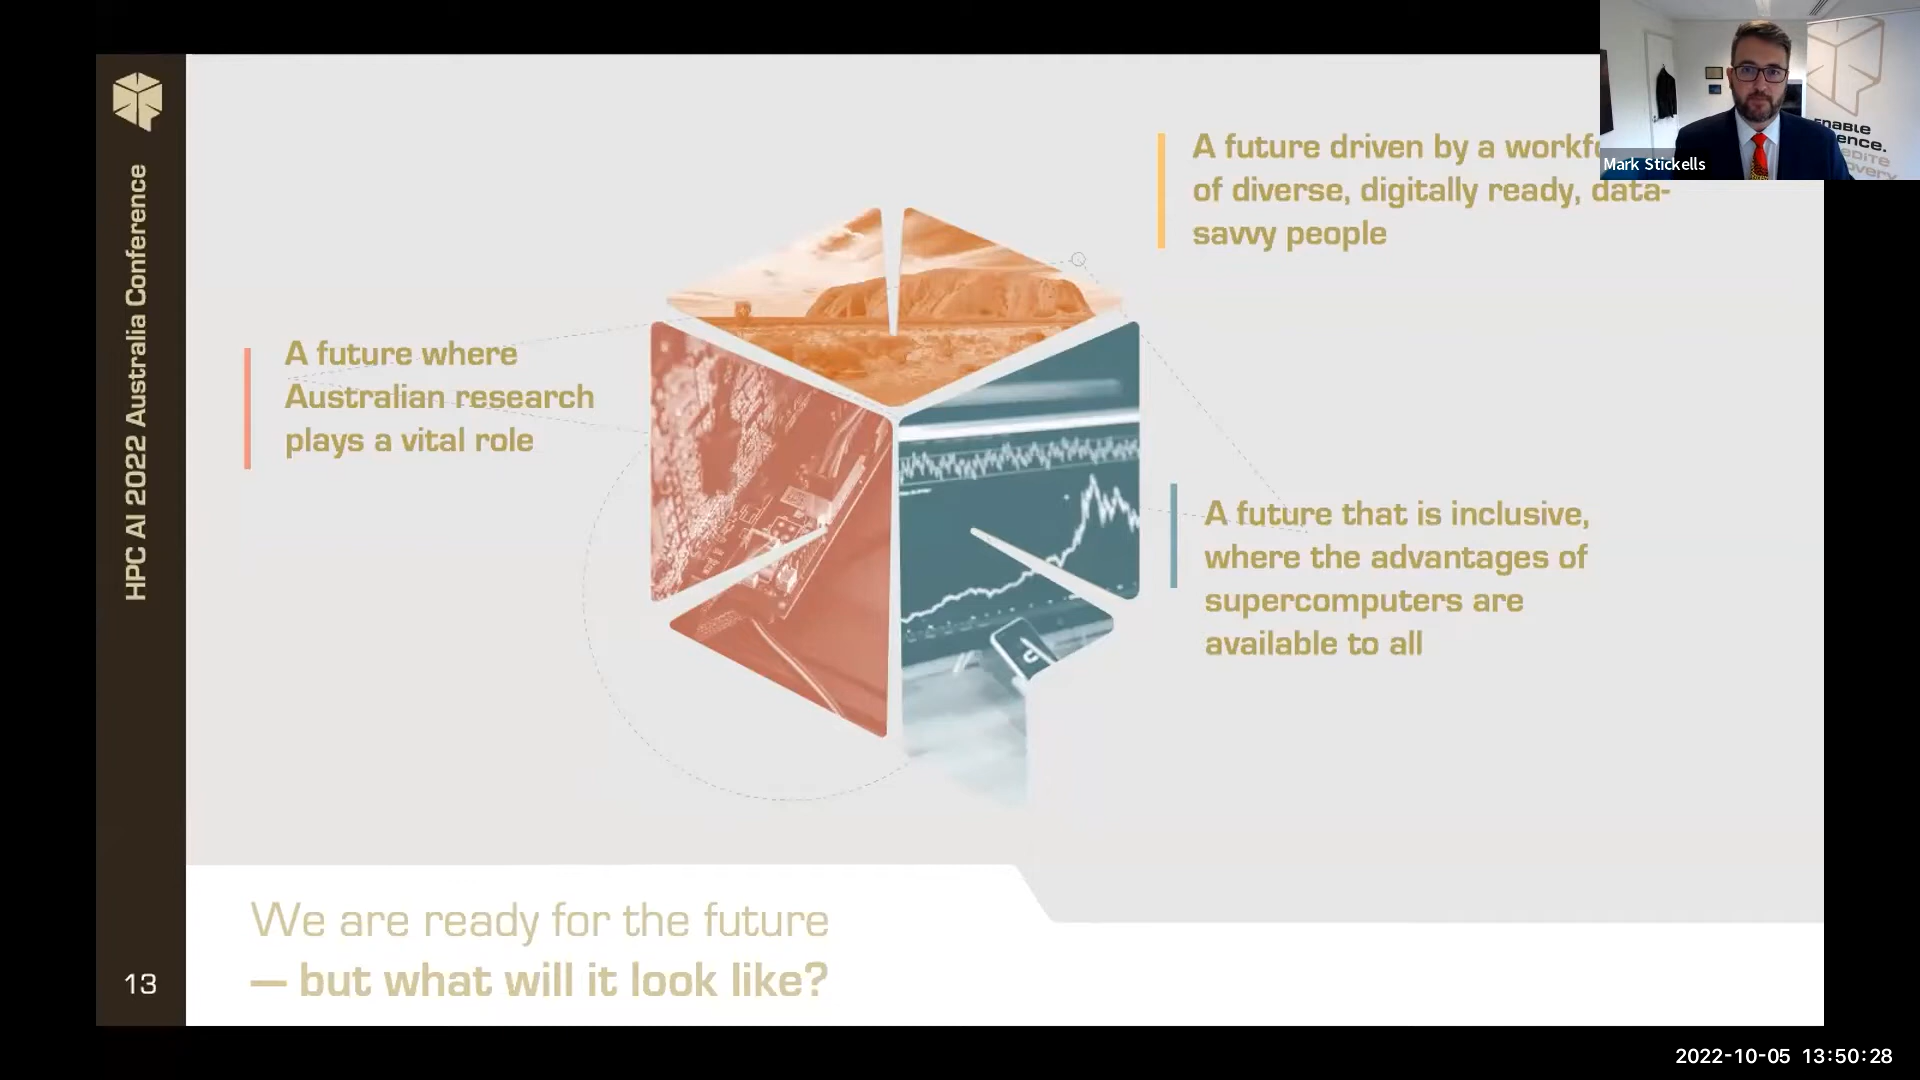 HPC AI 2022 Australia Conference
A future driven by a
of diverse, digitally ready, data-
savvy people
Mark Stickells
A future where
Australian research
plays a vital role
A future that is inclusive,
where the advantages of
supercomputers are
available to all
We are ready for the future
— but what will it look like?
13
2022-10-05 13:50:28